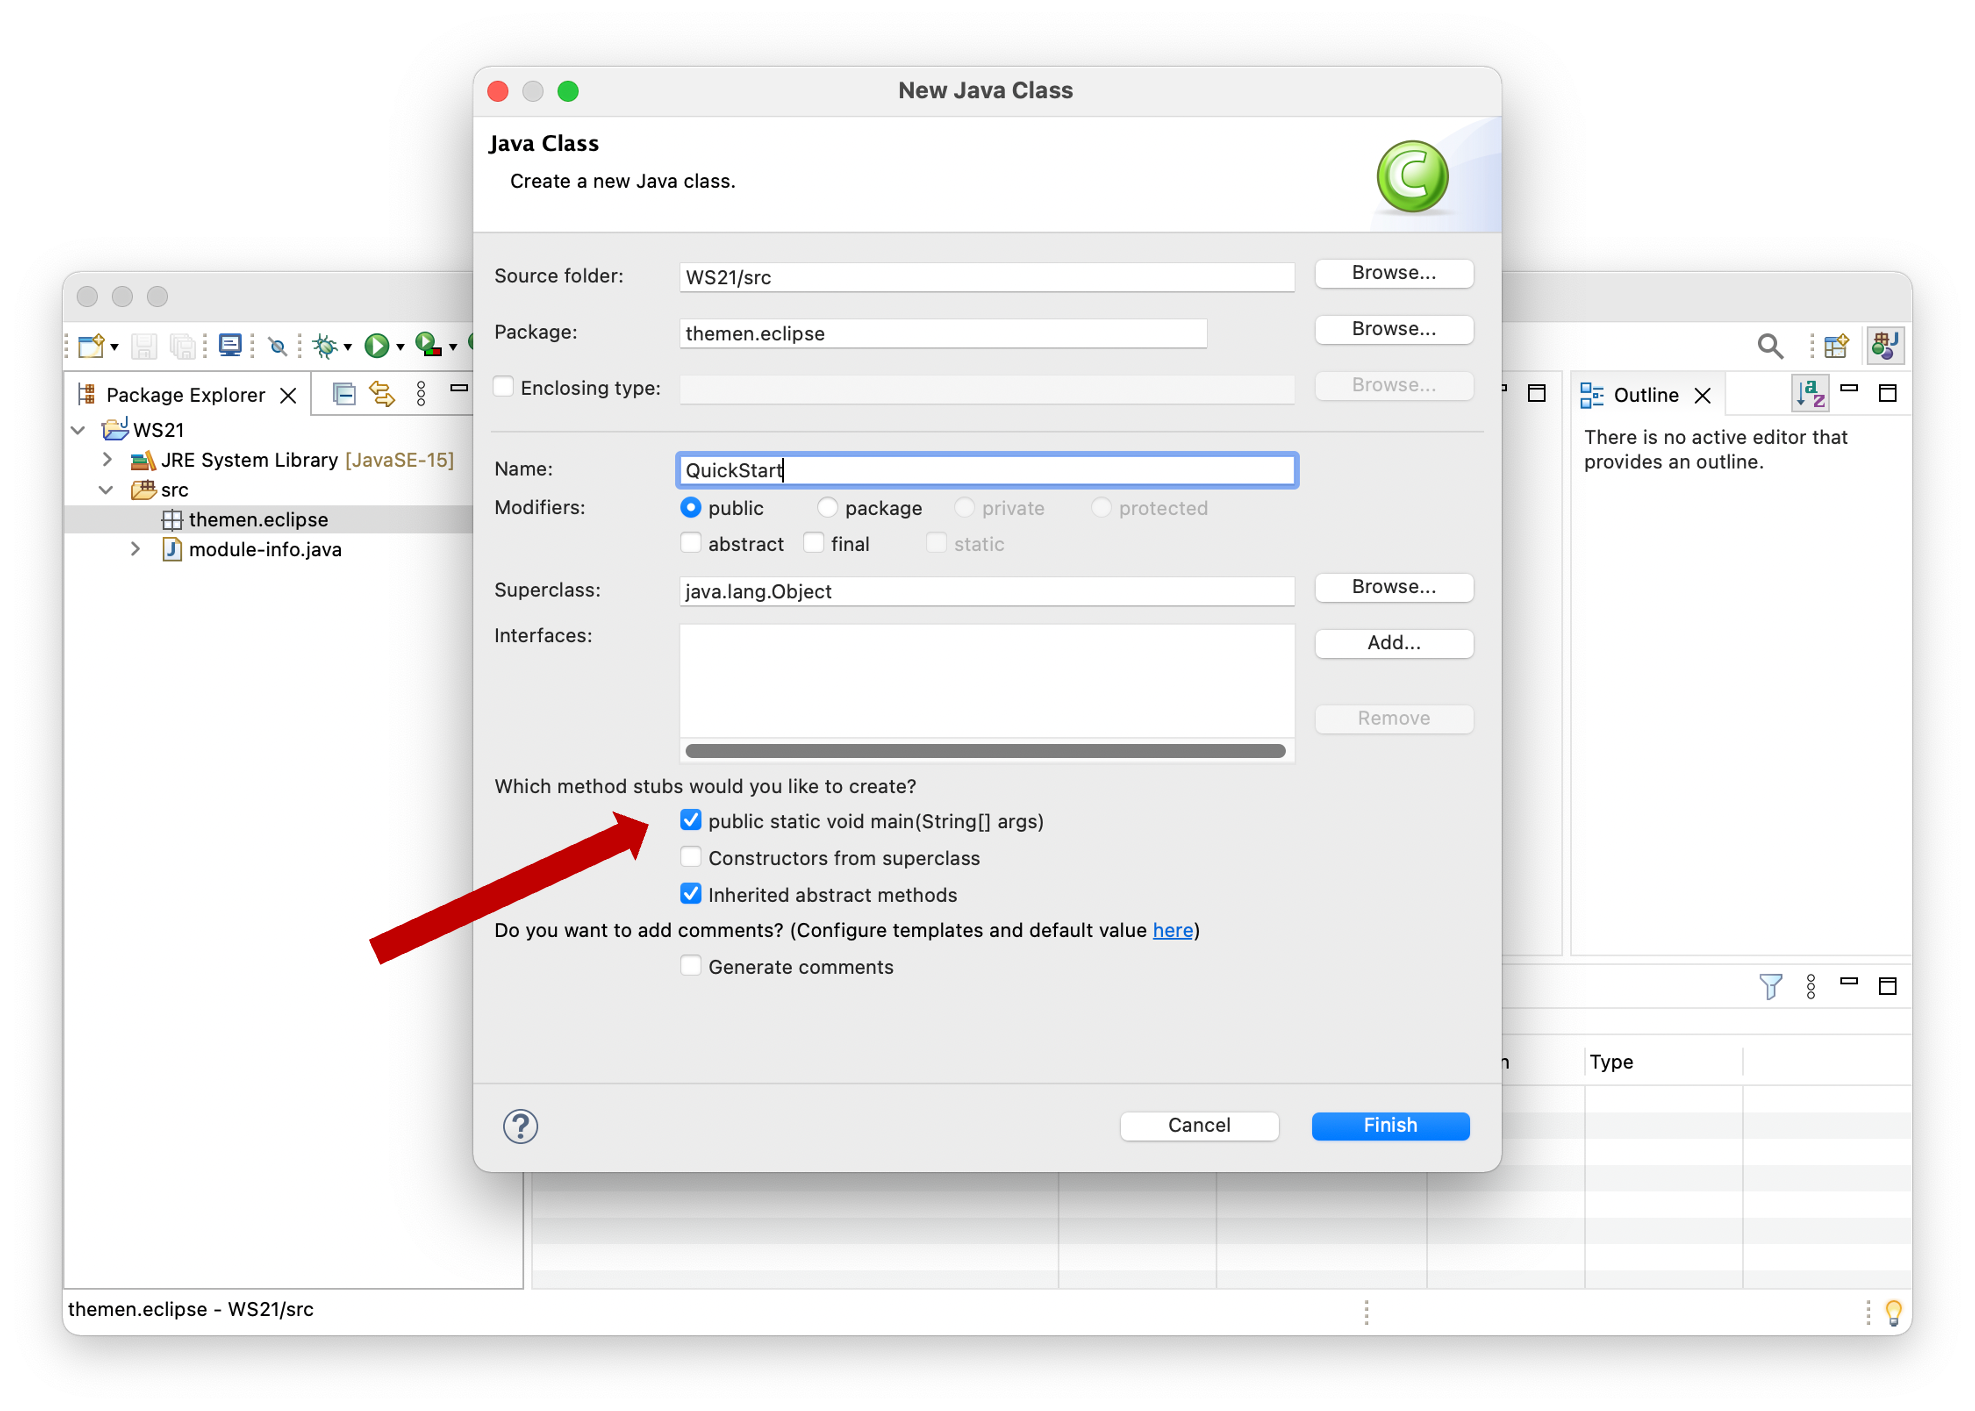 New Java Class
Java Class
Create a new Java class.
Source folder: WS21/src Browse...
Package: themen.eclipse Browse...
Enclosing type: Browse...
Name: QuickStart
Modifiers: public package private protected
abstract final static
Superclass: java.lang.Object Browse...
Interfaces: Add...
Remove
Which method stubs would you like to create?
public static void main(String[] args)
Constructors from superclass
Inherited abstract methods
Do you want to add comments? (Configure templates and default value here)
Generate comments
Cancel Finish
Package Explorer
WS21
JRE System Library [JavaSE-15]
src
themen.eclipse
module-info.java
Outline
There is no active editor that
provides an outline.
Type
themen.eclipse - WS21/src